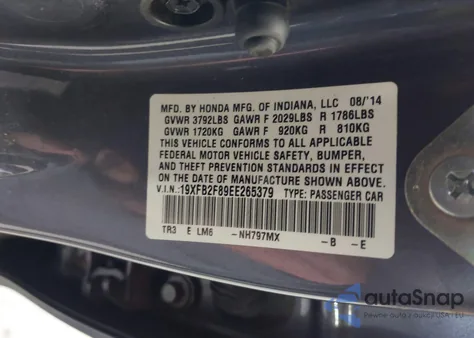 MFD. BY HONDA MFG. OF INDIANA, LLC 08/'14
GVWR 3792LBS GAWR F 2029LBS R 1786LBS
GVWR 1720KG GAWR F 920KG R 810KG
THIS VEHICLE CONFORMS TO ALL APPLICABLE
FEDERAL MOTOR VEHICLE SAFETY, BUMPER,
AND THEFT PREVENTION STANDARDS IN EFFECT
ON THE DATE OF MANUFACTURE SHOWN ABOVE.
V.I.N.: 19XFB2F89EE265379 TYPE: PASSENGER CAR
TR3 E LM6 -NH797MX -B -E
autoSnap